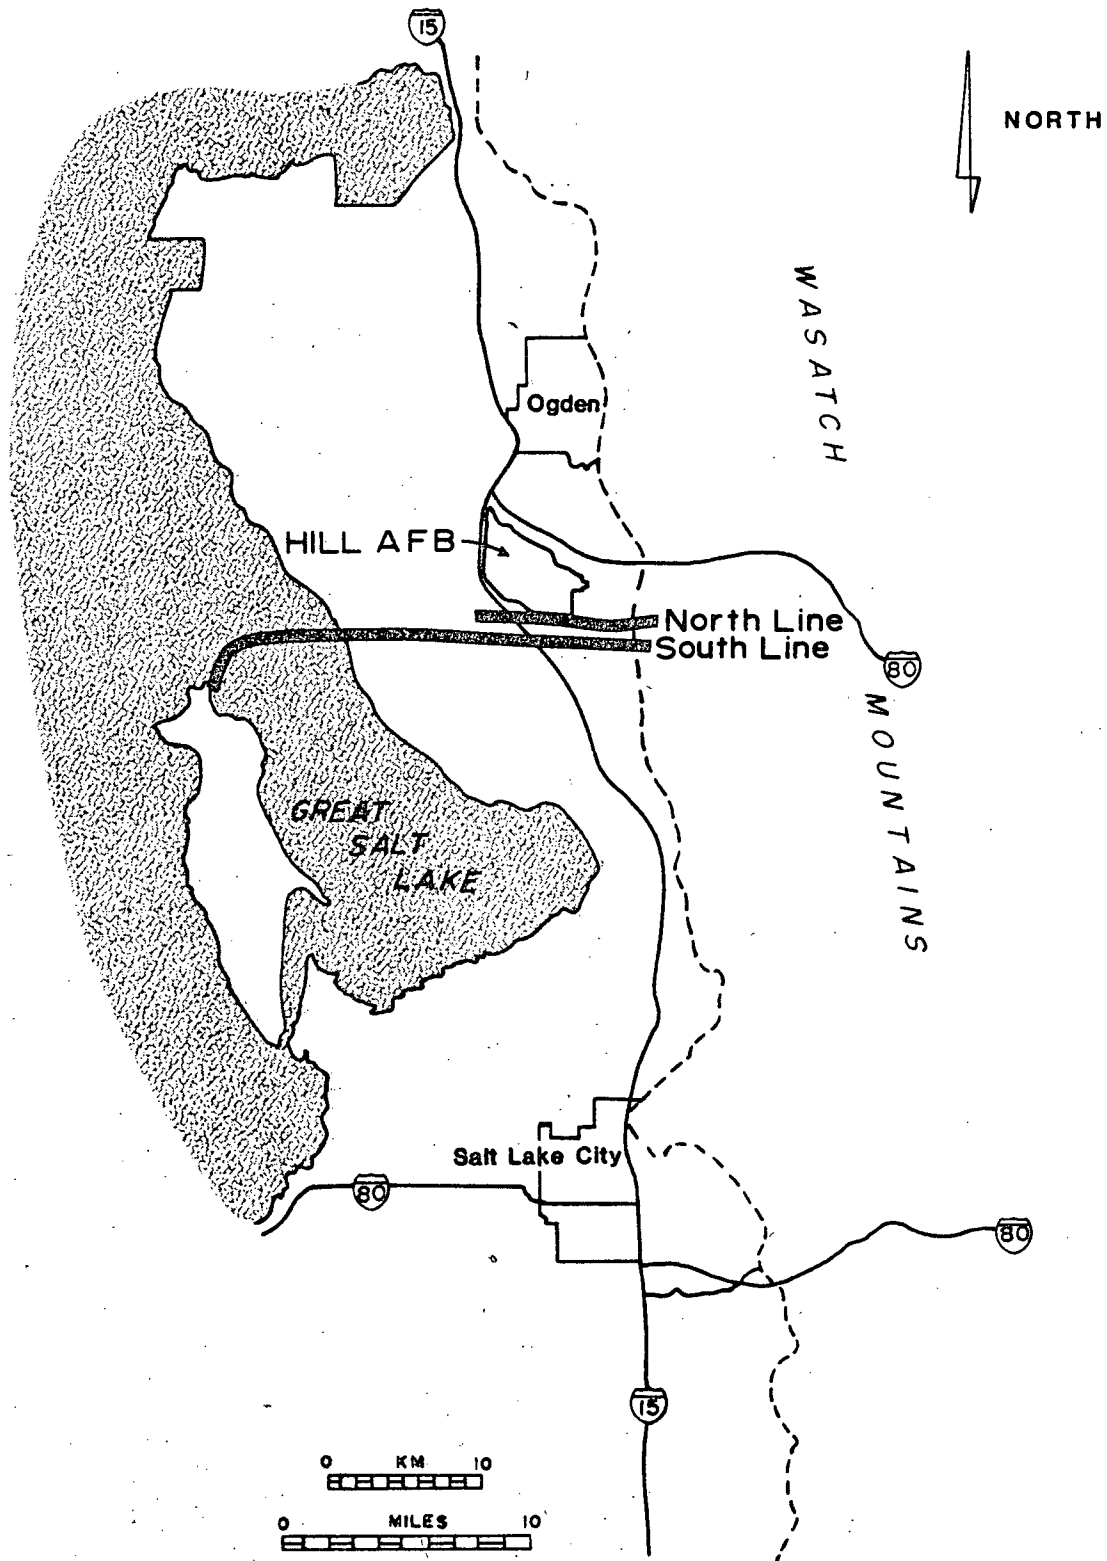 15
NORTH
WASATCH
Ogden
HILL AFB
North Line
South Line
80
MOUNTAINS
GREAT
SALT
LAKE
Salt Lake City
80
80
15
0 KM 10
0 MILES 10